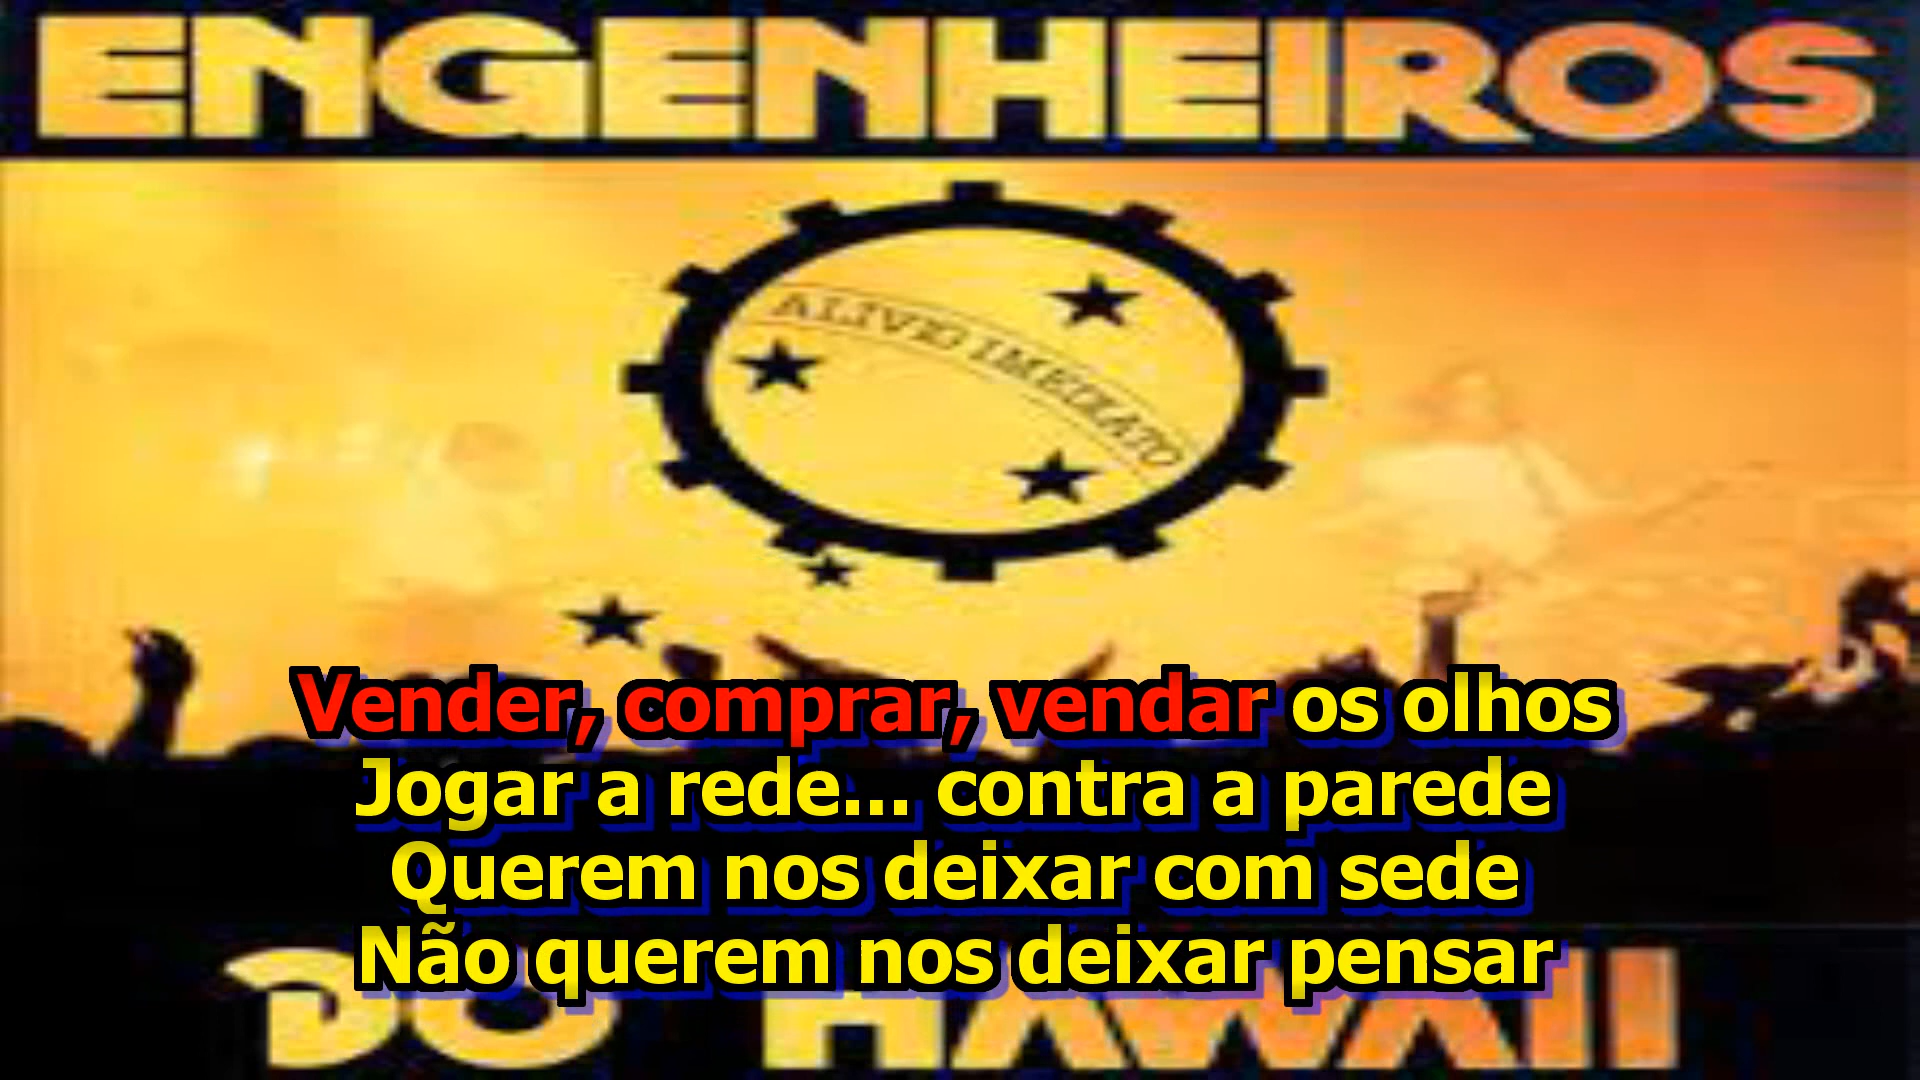 ENGENHEIROS
ALIVIO IMEDIATO
Vender, comprar, vendar os olhos
Jogar a rede... contra a parede
Querem nos deixar com sede
Não querem nos deixar pensar
DO HAWAII